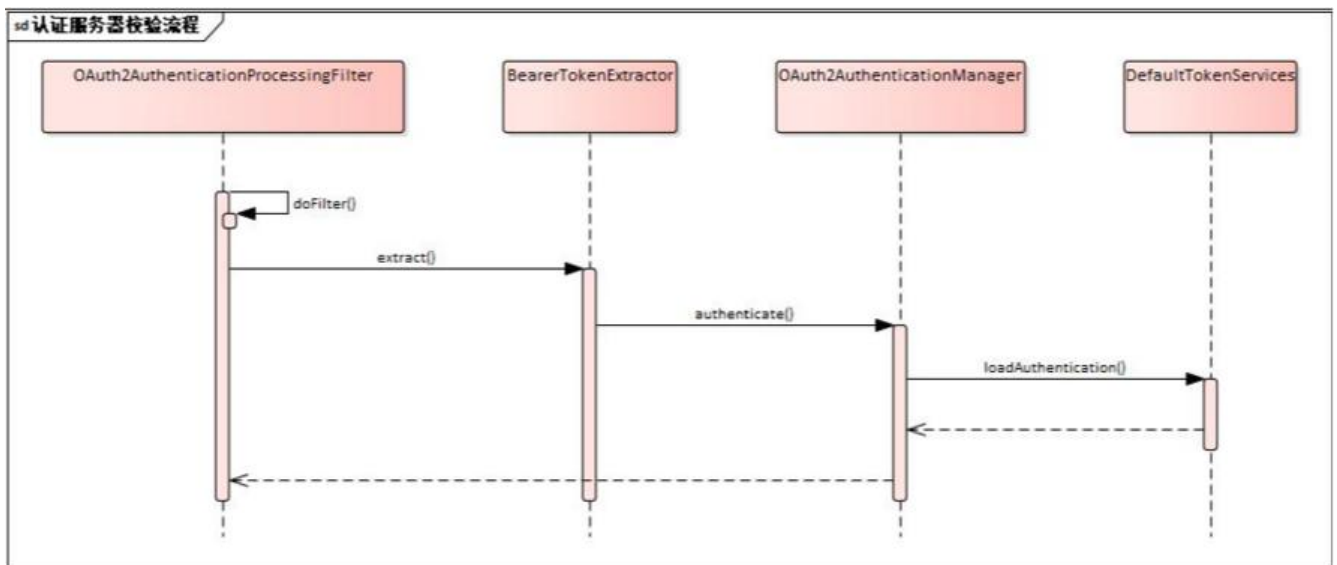 sd 认证服务器校验流程
OAuth2AuthenticationProcessingFilter
BearerTokenExtractor
OAuth2AuthenticationManager
DefaultTokenServices
doFilter()
extract()
authenticate()
loadAuthentication()